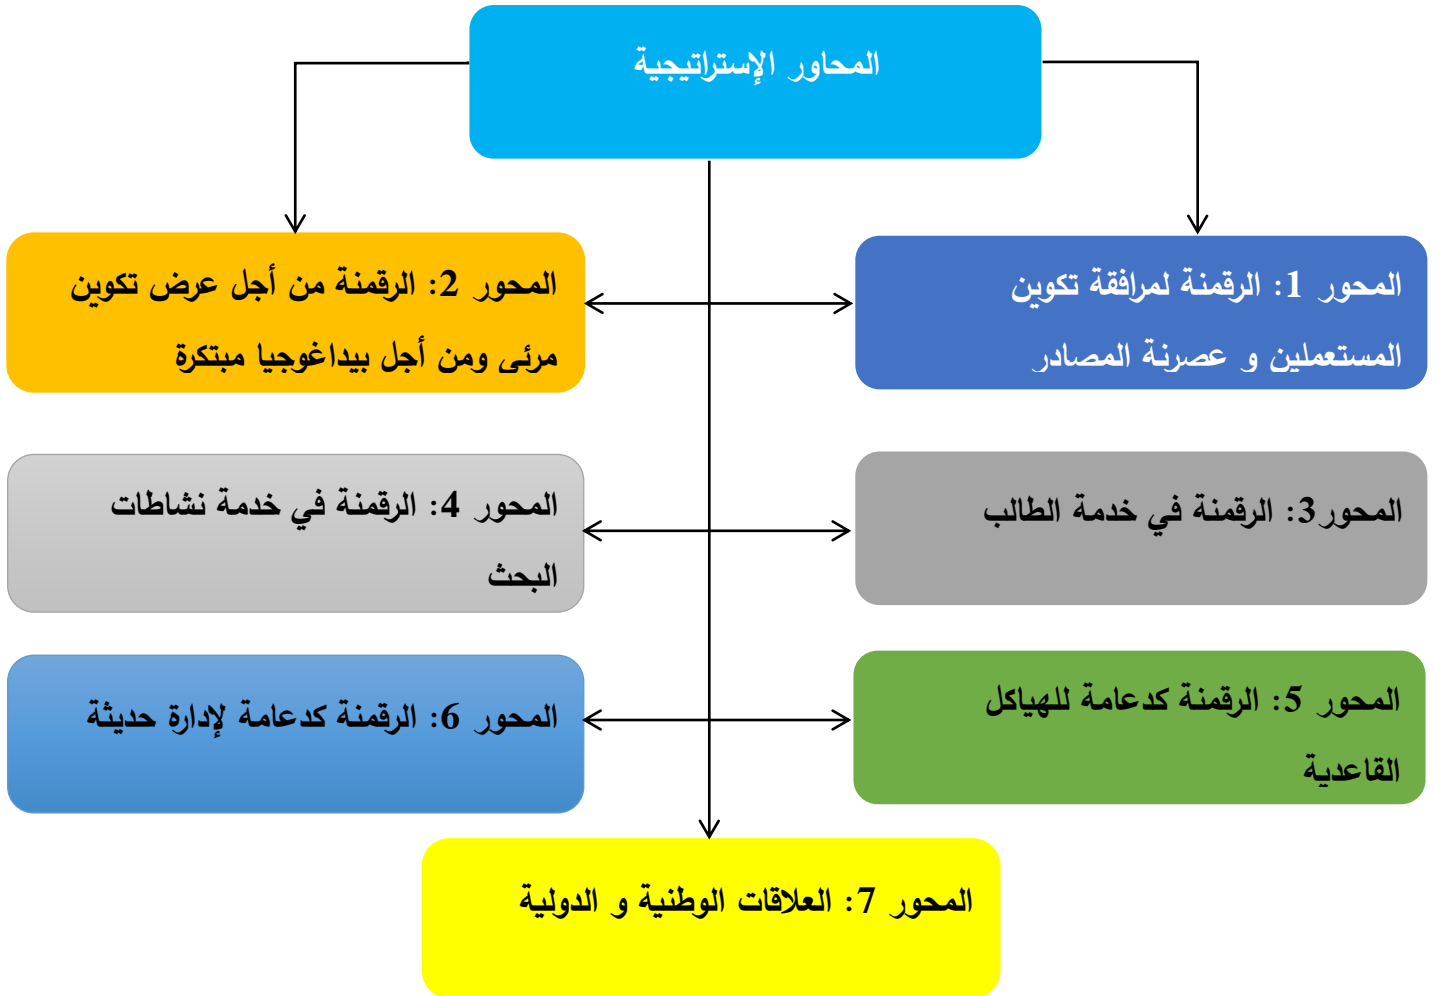 المحاور الإستراتيجية
المحور 1: الرقمنة لمرافقة تكوين
المستعملين و عصرنة المصادر
المحور 2: الرقمنة من أجل عرض تكوين
مرئي ومن أجل بيداغوجيا مبتكرة
المحور3: الرقمنة في خدمة الطالب
المحور 4: الرقمنة في خدمة نشاطات
البحث
المحور 5: الرقمنة كدعامة للهياكل
القاعدية
المحور 6: الرقمنة كدعامة لإدارة حديثة
المحور 7: العلاقات الوطنية و الدولية